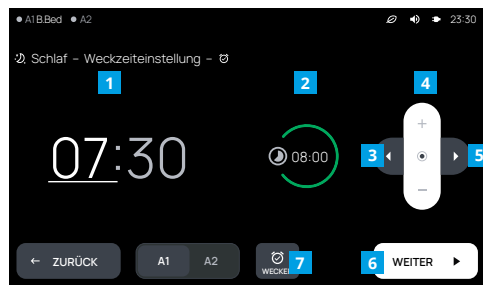 A1 B.Bed A2 23:30
Schlaf – Weckzeiteinstellung –
1 2 4
07:30 08:00 + 3 5
−
← ZURÜCK A1 A2 WECKE 7 6 WEITER